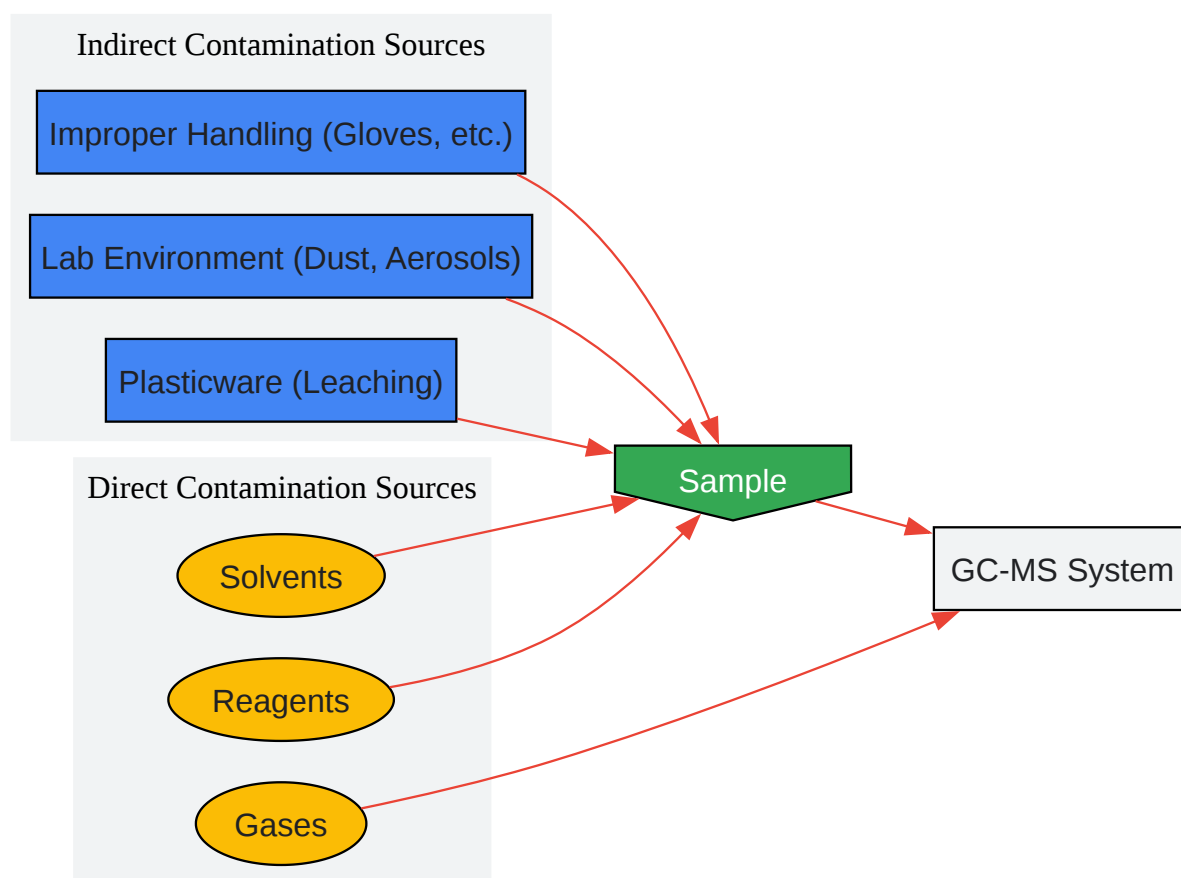 Indirect Contamination Sources
Improper Handling (Gloves, etc.)
Lab Environment (Dust, Aerosols)
Plasticware (Leaching)
Direct Contamination Sources
Solvents
Reagents
Gases
Sample
GC-MS System